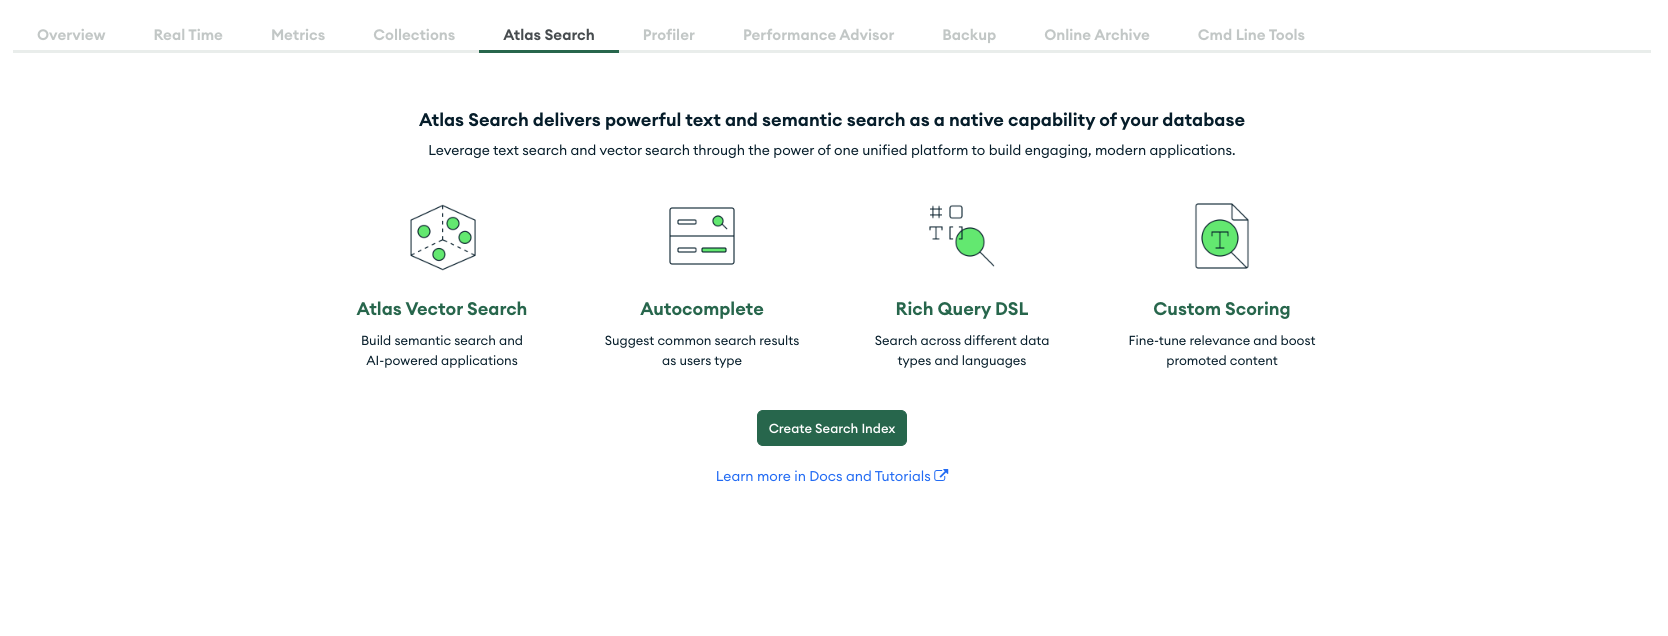 Overview Real Time Metrics Collections Atlas Search Profiler Performance Advisor Backup Online Archive Cmd Line Tools
Atlas Search delivers powerful text and semantic search as a native capability of your database
Leverage text search and vector search through the power of one unified platform to build engaging, modern applications.
Atlas Vector Search
Build semantic search and
AI-powered applications
Autocomplete
Suggest common search results
as users type
Rich Query DSL
Search across different data
types and languages
Custom Scoring
Fine-tune relevance and boost
promoted content
Create Search Index
Learn more in Docs and Tutorials